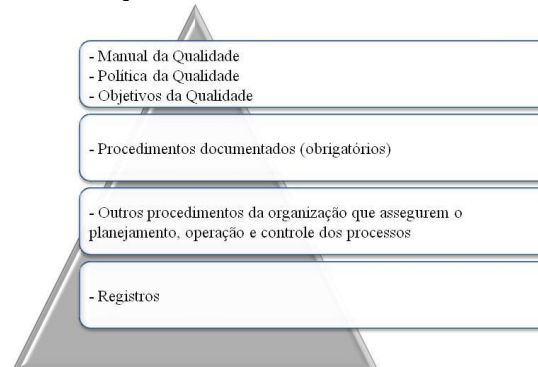 - Manual da Qualidade
- Política da Qualidade
- Objetivos da Qualidade
- Procedimentos documentados (obrigatórios)
- Outros procedimentos da organização que assegurem o
planejamento, operação e controle dos processos
- Registros